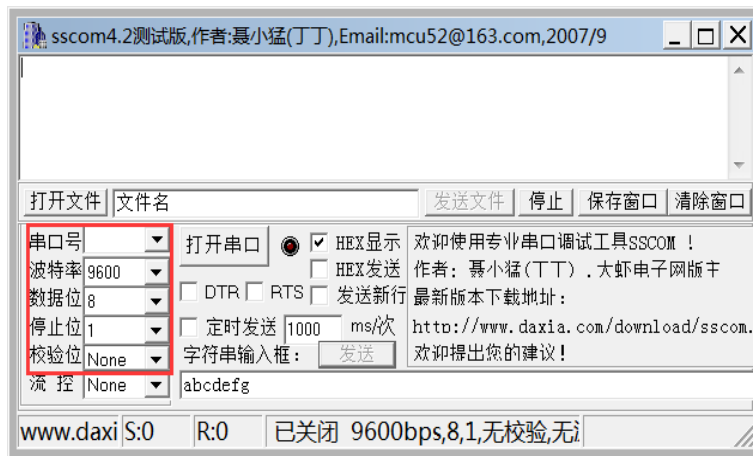 sscom4.2测试版,作者:聂小猛(丁丁),Email:mcu52@163.com,2007/9
打开文件 文件名 发送文件 停止 保存窗口 清除窗口
串口号 打开串口 HEX显示 欢迎使用专业串口调试工具SSCOM !
波特率 9600 HEX发送 作者: 聂小猛(丁丁) .大虾电子网版主
数据位 8 DTR RTS 发送新行 最新版本下载地址:
停止位 1 定时发送 1000 ms/次 http://www.daxia.com/download/sscom.
校验位 None 字符串输入框: 发送 欢迎提出您的建议!
流 控 None abcdefg
www.daxi S:0 R:0 已关闭 9600bps,8,1,无校验,无